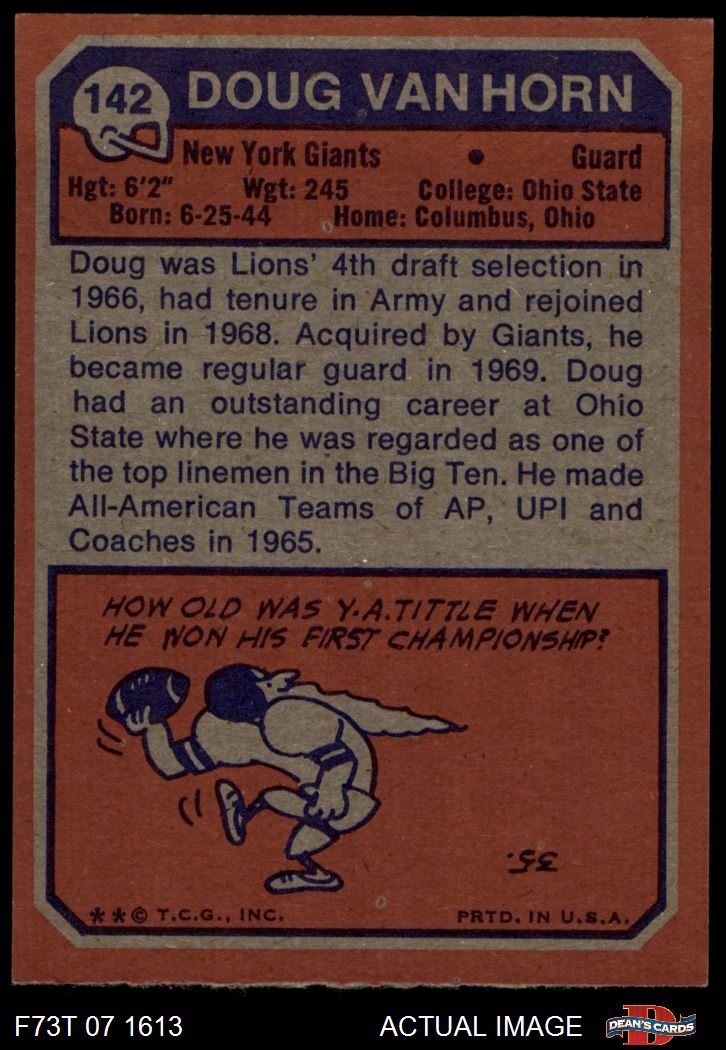 142 DOUG VAN HORN
New York Giants • Guard
Hgt: 6'2" Wgt: 245 College: Ohio State
Born: 6-25-44 Home: Columbus, Ohio
Doug was Lions' 4th draft selection in
1966, had tenure in Army and rejoined
Lions in 1968. Acquired by Giants, he
became regular guard in 1969. Doug
had an outstanding career at Ohio
State where he was regarded as one of
the top linemen in the Big Ten. He made
All-American Teams of AP, UPI and
Coaches in 1965.
HOW OLD WAS Y.A. TITTLE WHEN
HE WON HIS FIRST CHAMPIONSHIP?
35.
**© T.C.G., INC. PRTD. IN U.S.A.
F73T 07 1613 ACTUAL IMAGE D DEAN'S CARDS